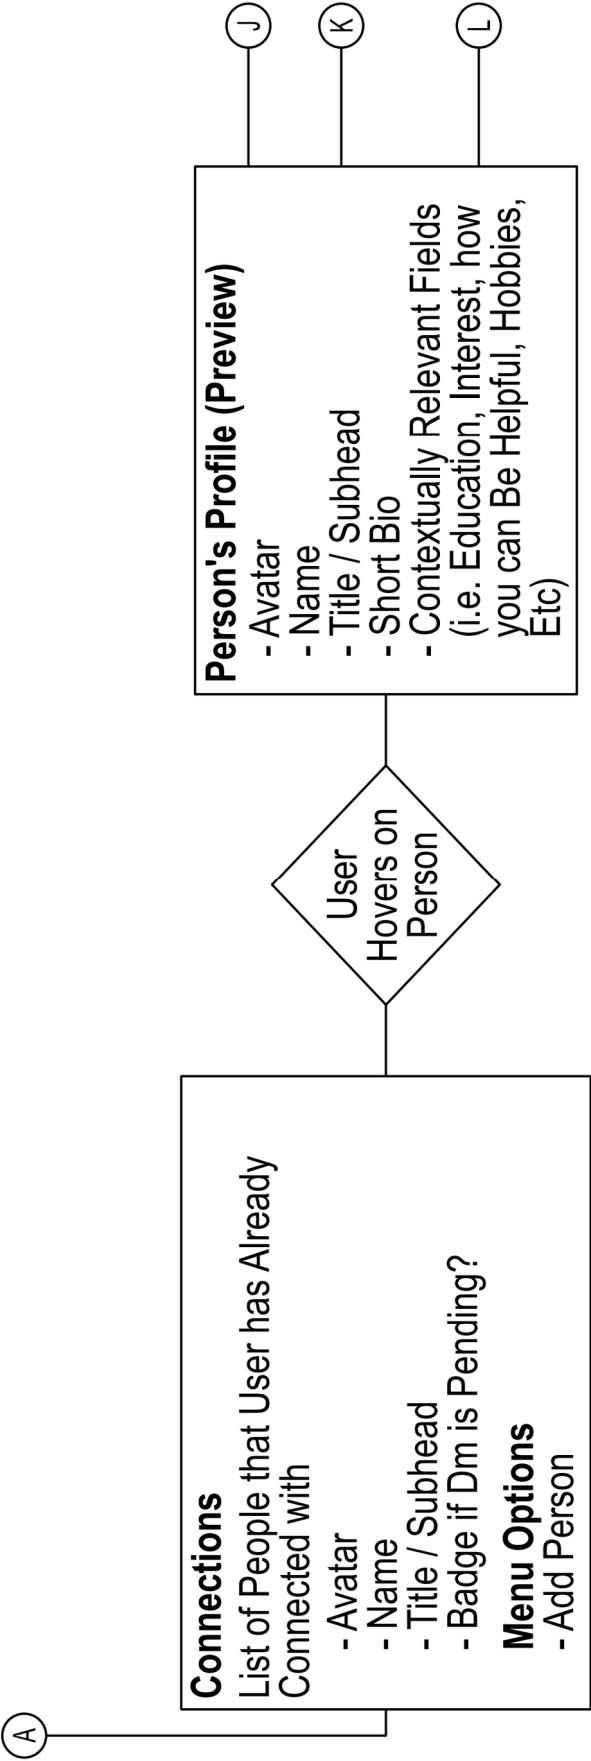 A
Connections
List of People that User has Already
Connected with
- Avatar
- Name
- Title / Subhead
- Badge if Dm is Pending?
Menu Options
- Add Person
User
Hovers on
Person
Person's Profile (Preview)
- Avatar
- Name
- Title / Subhead
- Short Bio
- Contextually Relevant Fields
(i.e. Education, Interest, how
you can Be Helpful, Hobbies,
Etc)
J
K
L